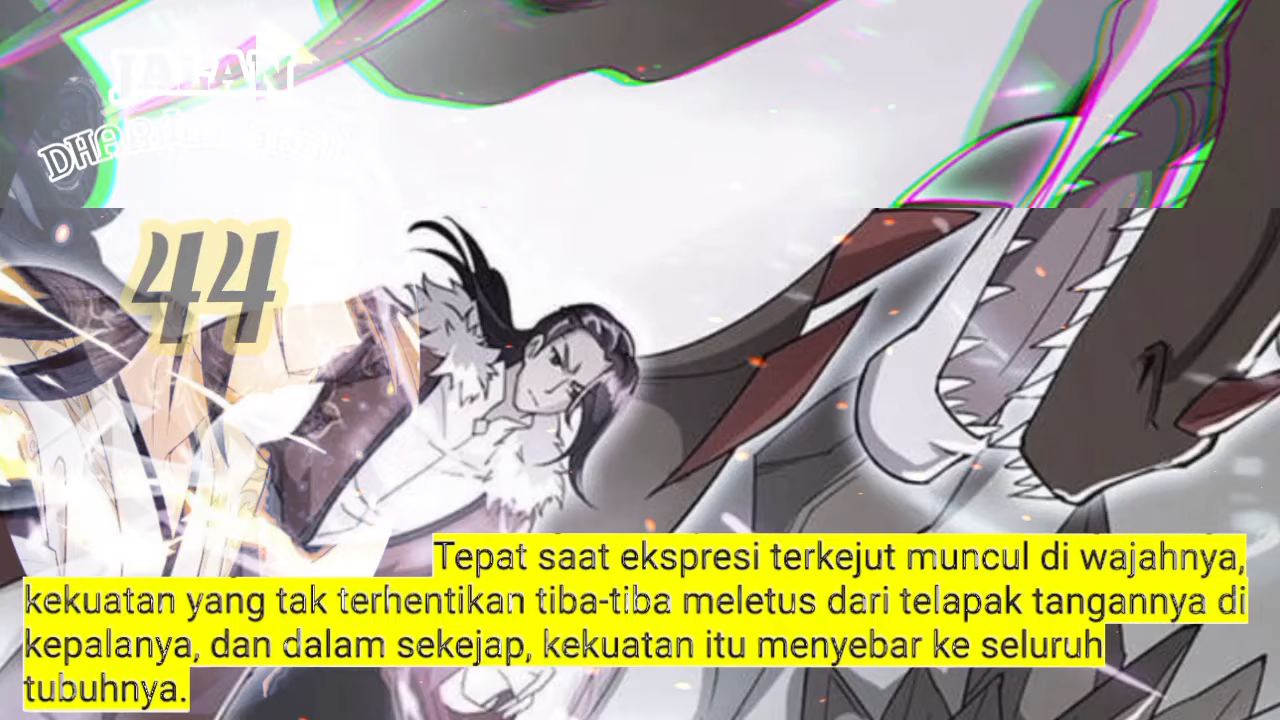 JALAN
44
Tepat saat ekspresi terkejut muncul di wajahnya,
kekuatan yang tak terhentikan tiba-tiba meletus dari telapak tangannya di
kepalanya, dan dalam sekejap, kekuatan itu menyebar ke seluruh
tubuhnya.